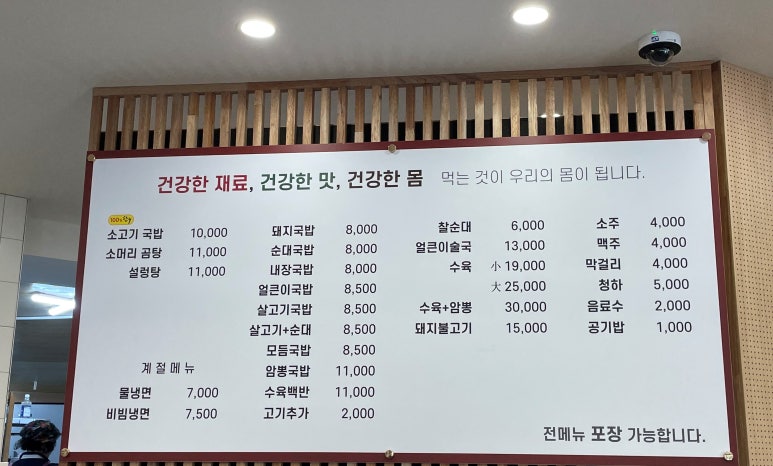 건강한 재료, 건강한 맛, 건강한 몸 먹는 것이 우리의 몸이 됩니다.
소고기 국밥 10,000
소머리 곰탕 11,000
설렁탕 11,000
계절메뉴
물냉면 7,000
비빔냉면 7,500
돼지국밥 8,000
순대국밥 8,000
내장국밥 8,000
얼큰이국밥 8,500
살고기국밥 8,500
살고기+순대 8,500
모듬국밥 8,500
암뽕국밥 11,000
수육백반 11,000
고기추가 2,000
찰순대 6,000
얼큰이술국 13,000
수육 小 19,000
大 25,000
수육+암뽕 30,000
돼지불고기 15,000
소주 4,000
맥주 4,000
막걸리 4,000
청하 5,000
음료수 2,000
공기밥 1,000
전메뉴 포장 가능합니다.